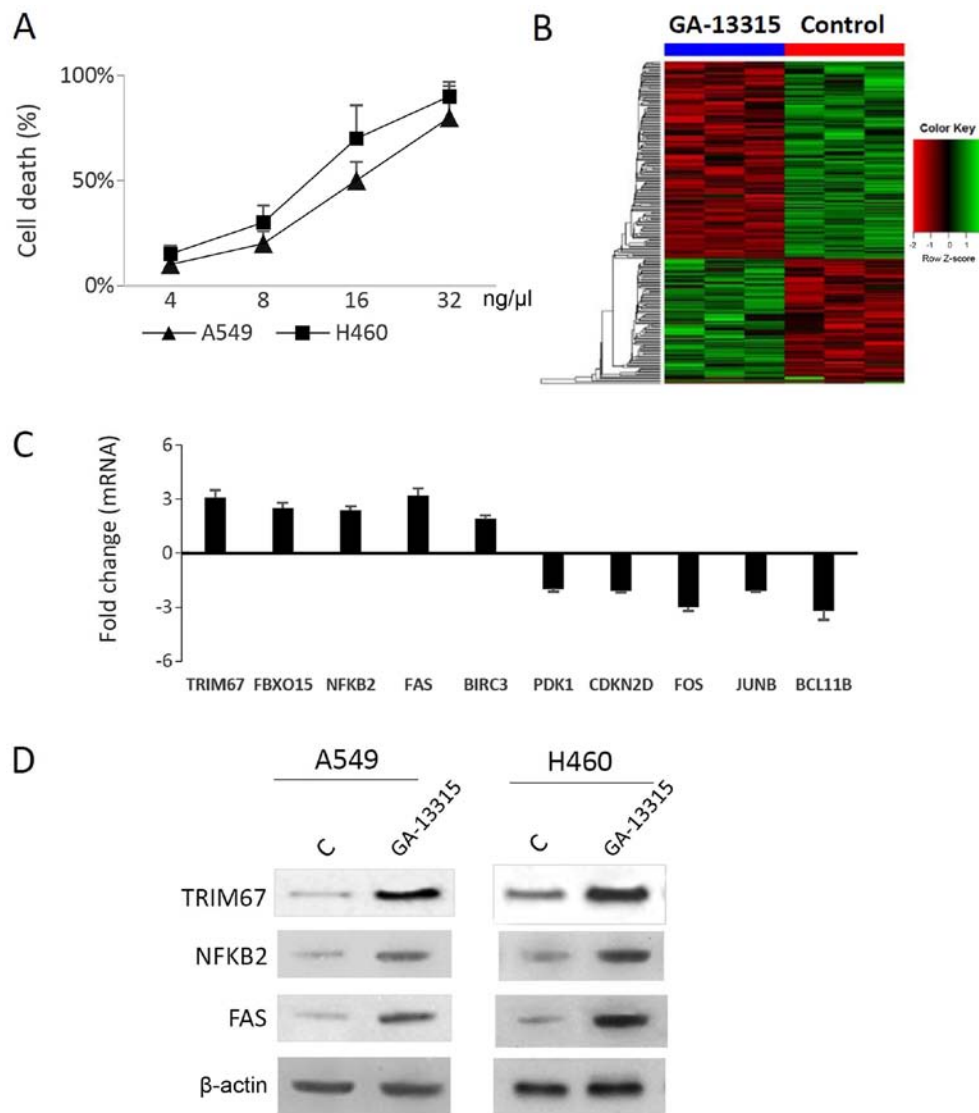 A
Cell death (%)
100%
50%
0%
4 8 16 32 ng/μl
A549 H460
B
GA-13315 Control
Color Key
-2 -1 0 1
Row Z-score
C
Fold change (mRNA)
6
3
0
-3
-6
TRIM67 FBXO15 NFKB2 FAS BIRC3 PDK1 CDKN2D FOS JUNB BCL11B
D
A549 H460
C GA-13315 C GA-13315
TRIM67
NFKB2
FAS
β-actin